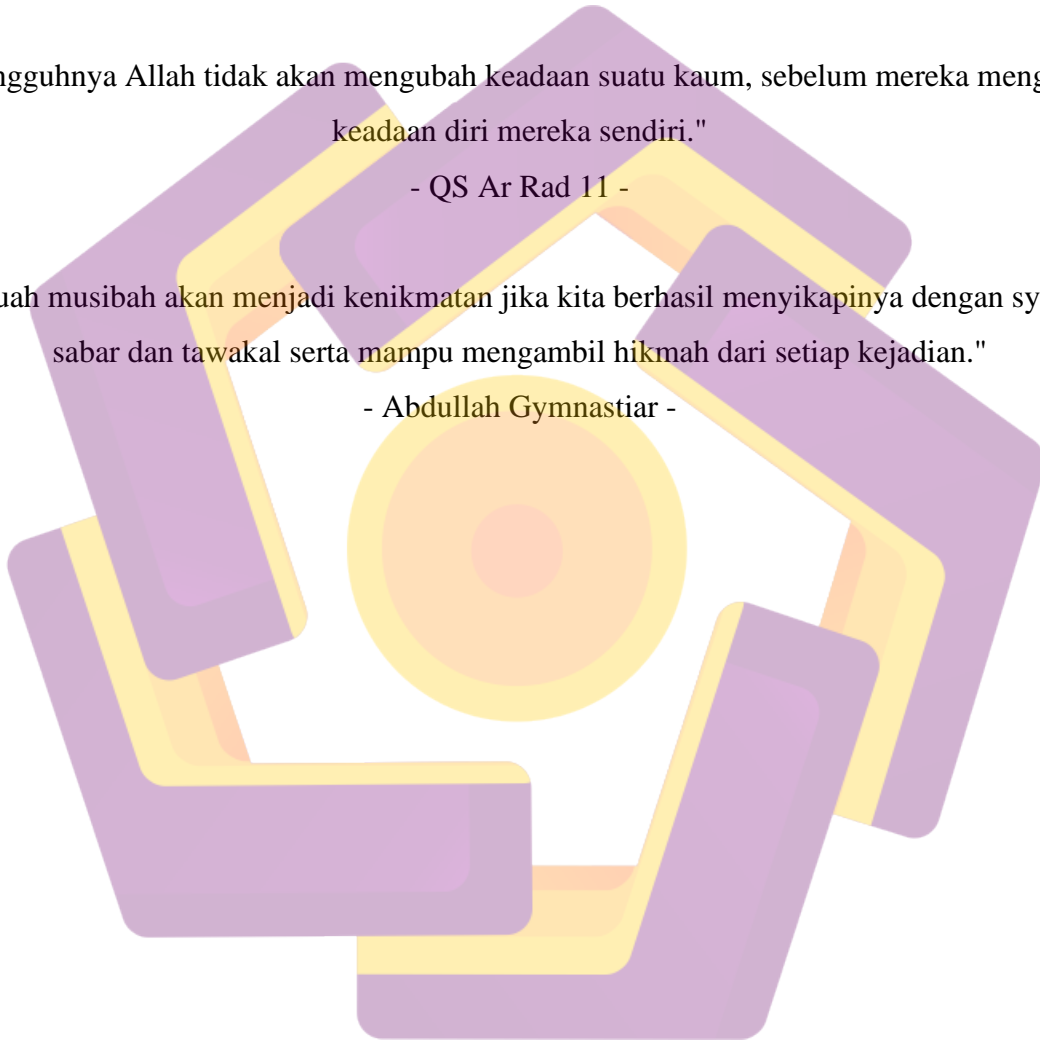 ngguhnya Allah tidak akan mengubah keadaan suatu kaum, sebelum mereka meng
keadaan diri mereka sendiri."
- QS Ar Rad 11 -
uah musibah akan menjadi kenikmatan jika kita berhasil menyikapinya dengan sy
sabar dan tawakal serta mampu mengambil hikmah dari setiap kejadian."
- Abdullah Gymnastiar -